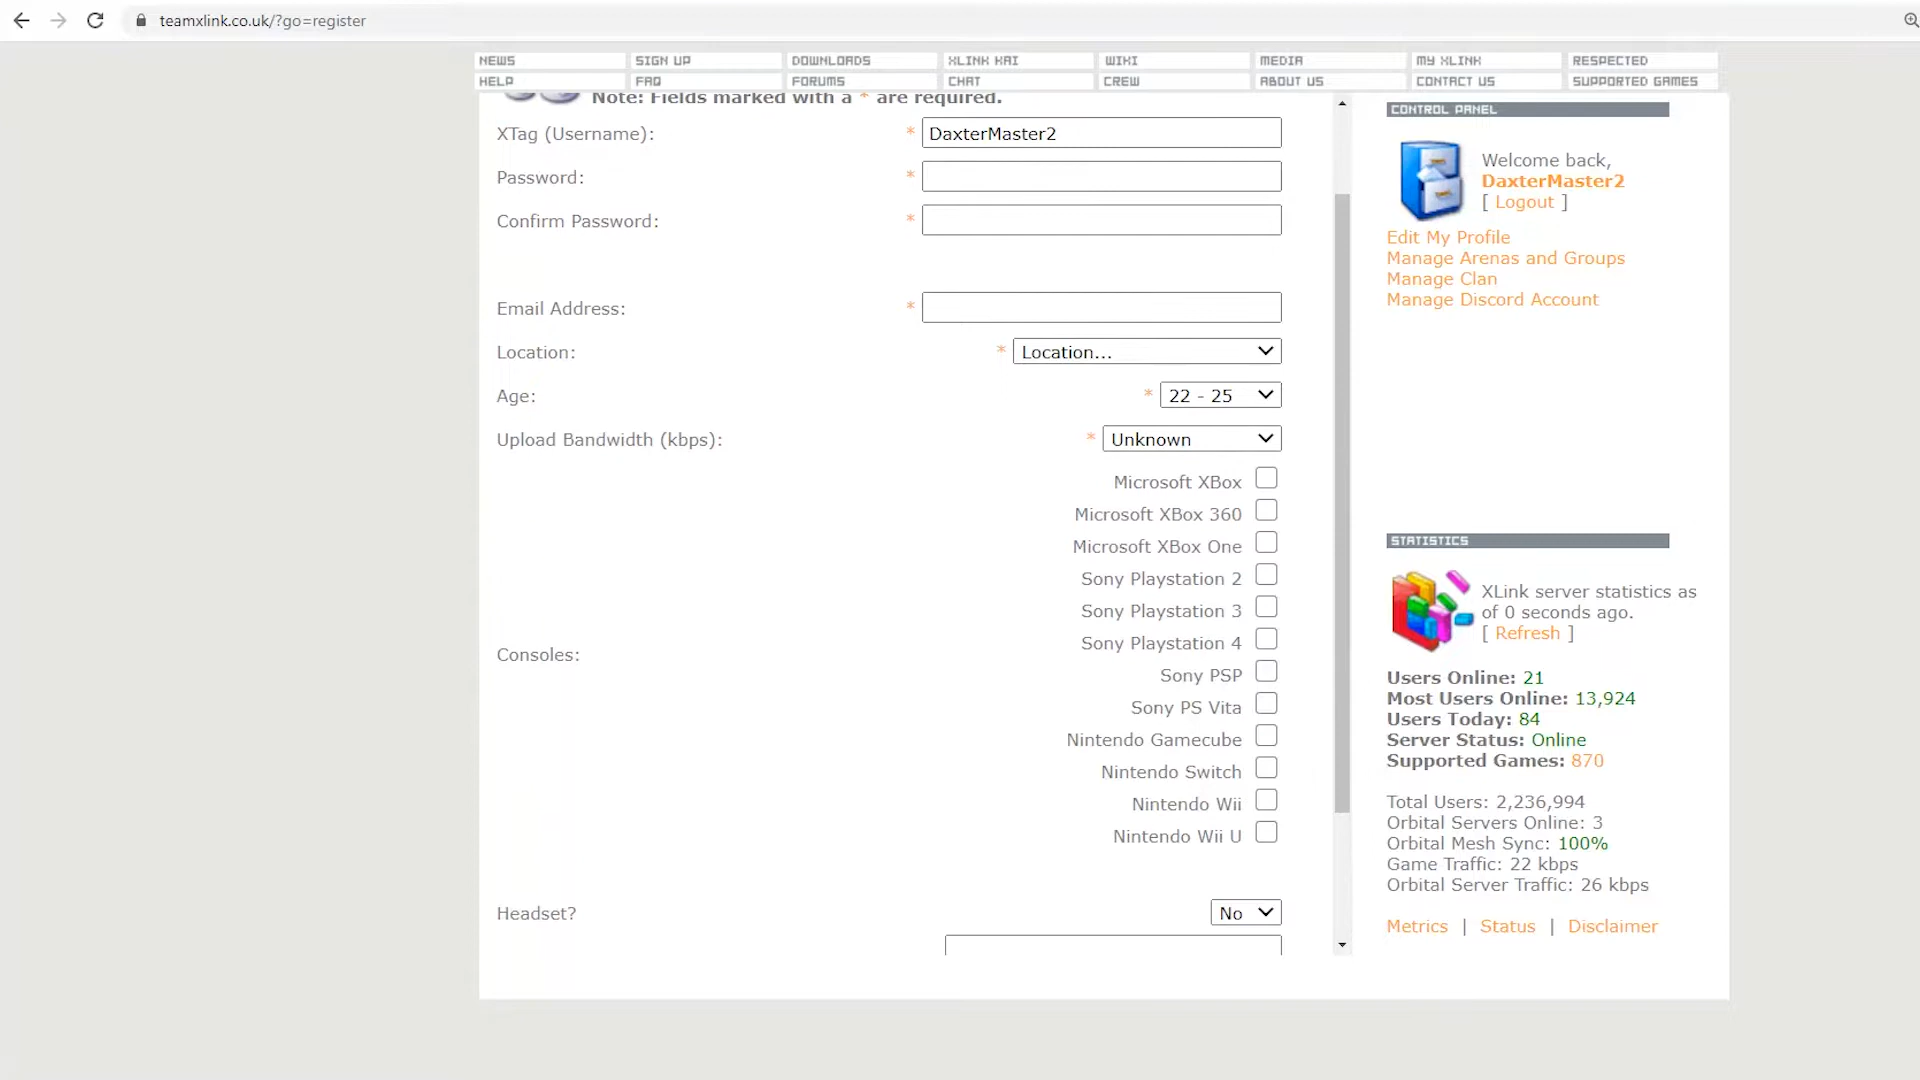 teamxlink.co.uk/?go=register
NEWS SIGN UP DOWNLOADS XLINK KAI WIKI MEDIA MY XLINK RESPECTED
HELP FAQ FORUMS CHAT CREW ABOUT US CONTACT US SUPPORTED GAMES
Note: Fields marked with a * are required.
XTag (Username): * DaxterMaster2
Password: *
Confirm Password: *
Email Address: *
Location: * Location...
Age: * 22 - 25
Upload Bandwidth (kbps): * Unknown
Consoles:
Microsoft XBox
Microsoft XBox 360
Microsoft XBox One
Sony Playstation 2
Sony Playstation 3
Sony Playstation 4
Sony PSP
Sony PS Vita
Nintendo Gamecube
Nintendo Switch
Nintendo Wii
Nintendo Wii U
Headset? No
CONTROL PANEL
Welcome back,
DaxterMaster2
[ Logout ]
Edit My Profile
Manage Arenas and Groups
Manage Clan
Manage Discord Account
STATISTICS
XLink server statistics as
of 0 seconds ago.
[ Refresh ]
Users Online: 21
Most Users Online: 13,924
Users Today: 84
Server Status: Online
Supported Games: 870
Total Users: 2,236,994
Orbital Servers Online: 3
Orbital Mesh Sync: 100%
Game Traffic: 22 kbps
Orbital Server Traffic: 26 kbps
Metrics | Status | Disclaimer